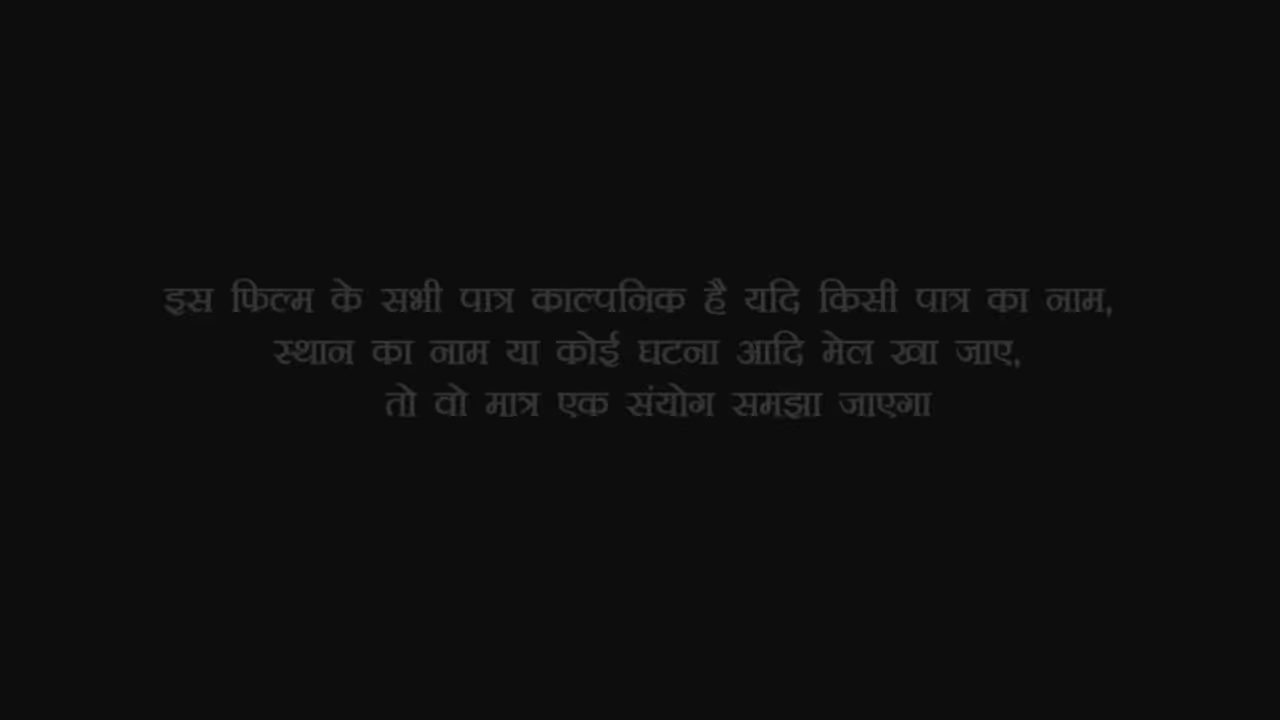 इस फिल्म के सभी पात्र काल्पनिक है यदि किसी पात्र का नाम,
स्थान का नाम या कोई घटना आदि मेल खा जाए,
तो वो मात्र एक संयोग समझा जाएगा